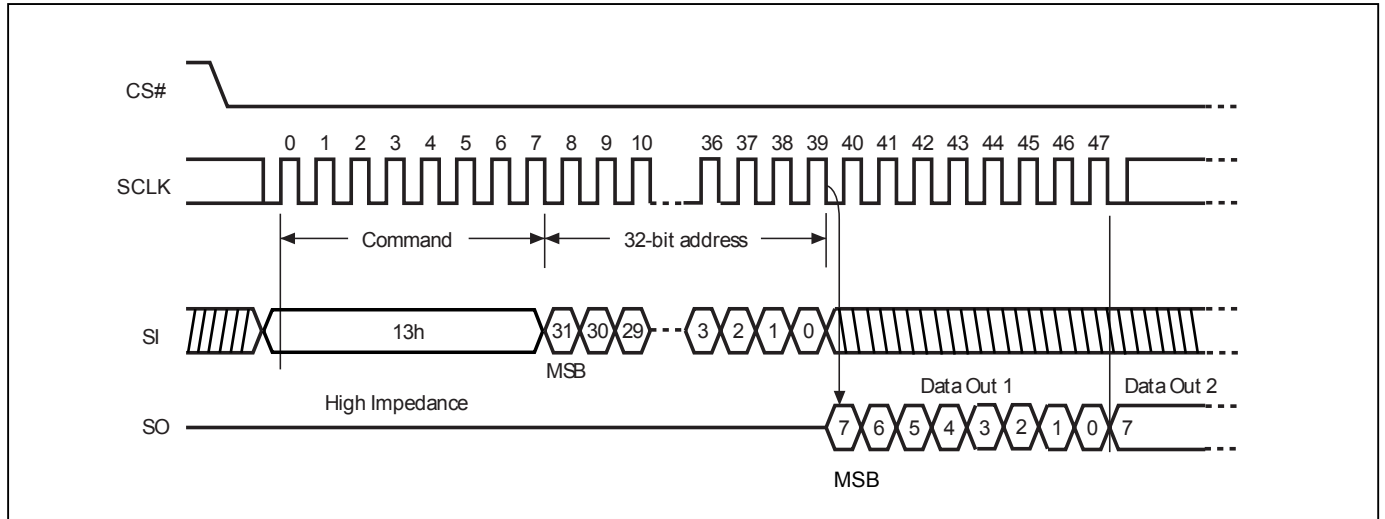 CS#
0 1 2 3 4 5 6 7 8 9 10 36 37 38 39 40 41 42 43 44 45 46 47
SCLK
Command 32-bit address
SI 13h 31 30 29 3 2 1 0
MSB
Data Out 1 Data Out 2
High Impedance
SO 7 6 5 4 3 2 1 0 7
MSB